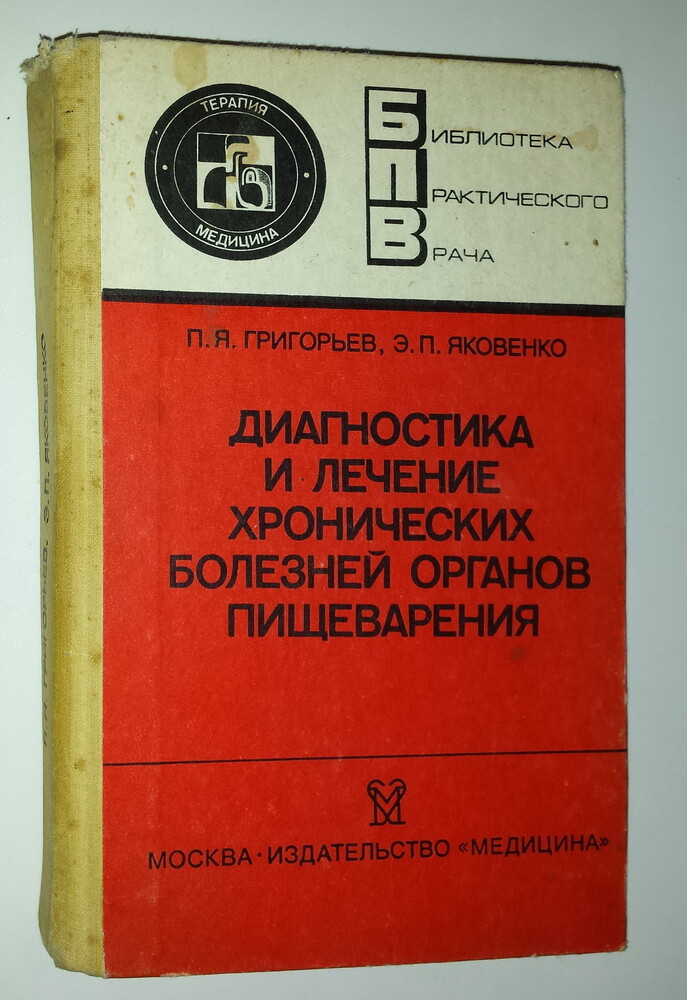 ТЕРАПИЯ
МЕДИЦИНА
БИБЛИОТЕКА
ПРАКТИЧЕСКОГО
ВРАЧА
П.Я. ГРИГОРЬЕВ, Э.П. ЯКОВЕНКО
ДИАГНОСТИКА
И ЛЕЧЕНИЕ
ХРОНИЧЕСКИХ
БОЛЕЗНЕЙ ОРГАНОВ
ПИЩЕВАРЕНИЯ
МОСКВА · ИЗДАТЕЛЬСТВО «МЕДИЦИНА»
П.Я. ГРИГОРЬЕВ, Э.П. ЯКОВЕНКО